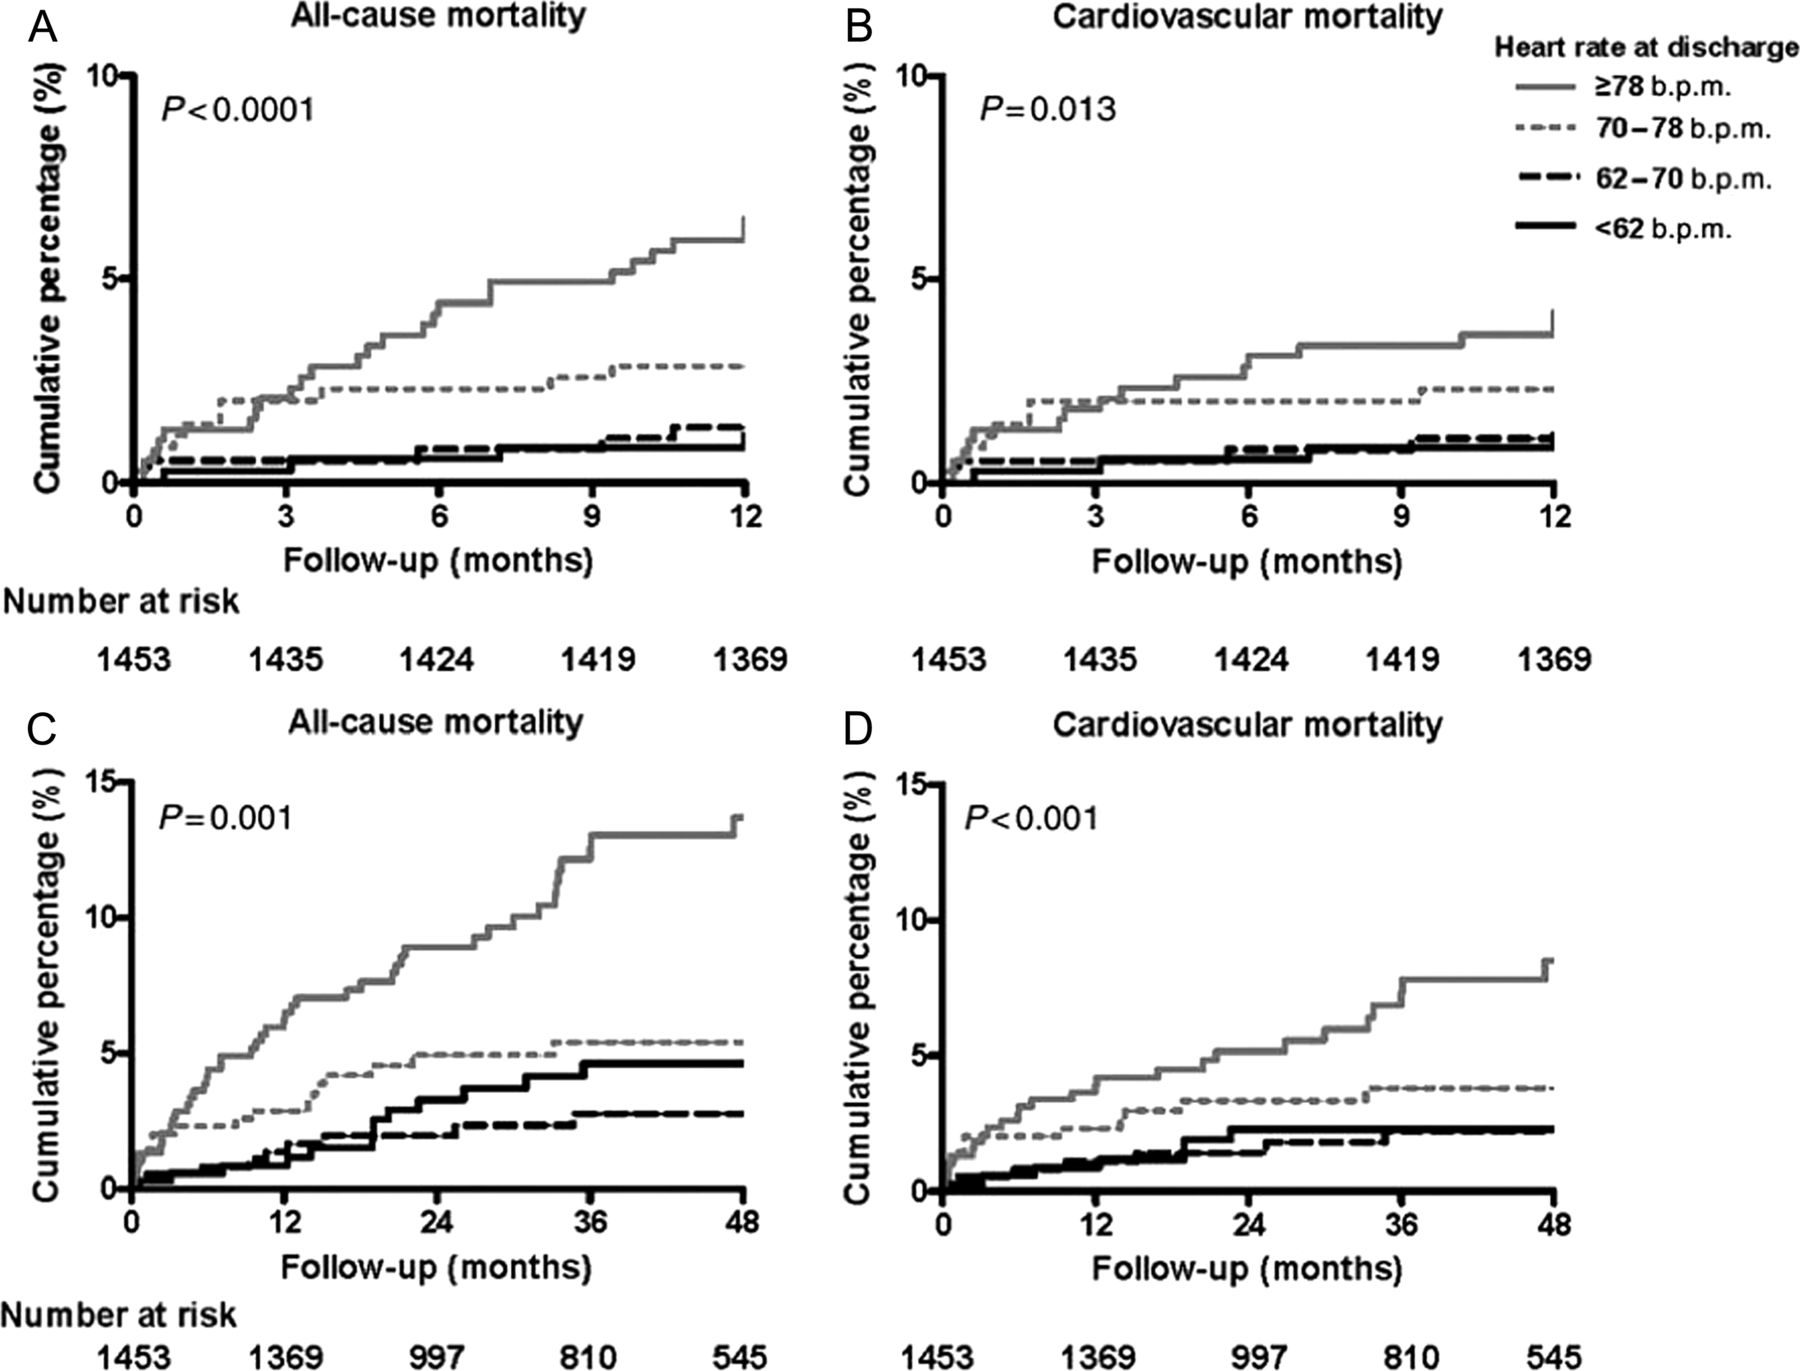 A
All-cause mortality
B
Cardiovascular mortality
Heart rate at discharge
≥78 b.p.m.
70–78 b.p.m.
62–70 b.p.m.
<62 b.p.m.
Cumulative percentage (%)
10
5
0
P<0.0001
0 3 6 9 12
Follow-up (months)
Cumulative percentage (%)
10
5
0
P=0.013
0 3 6 9 12
Follow-up (months)
Number at risk
1453 1435 1424 1419 1369
1453 1435 1424 1419 1369
C
All-cause mortality
D
Cardiovascular mortality
Cumulative percentage (%)
15
10
5
0
P=0.001
0 12 24 36 48
Follow-up (months)
Cumulative percentage (%)
15
10
5
0
P<0.001
0 12 24 36 48
Follow-up (months)
Number at risk
1453 1369 997 810 545
1453 1369 997 810 545